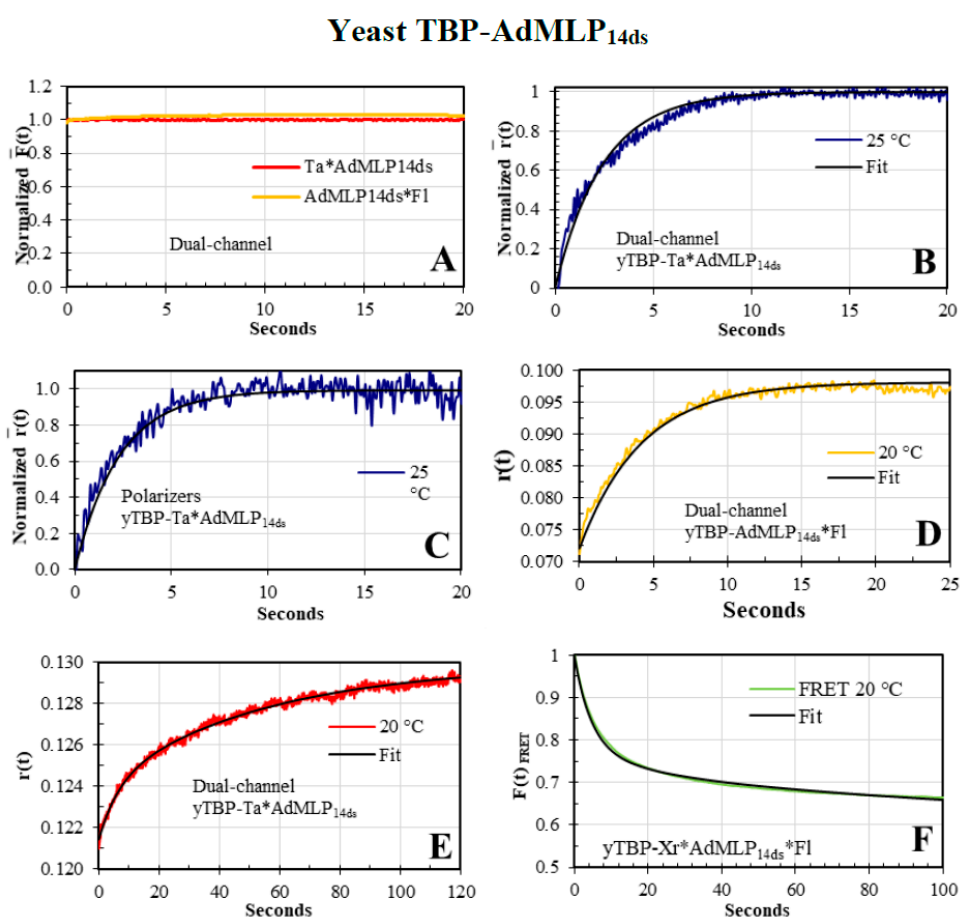 Yeast TBP-AdMLP14ds
Normalized F̅(t)
1.2
1.0
0.8
0.6
0.4
0.2
0.0
Ta*AdMLP14ds
AdMLP14ds*Fl
Dual-channel
A
0 5 10 15 20
Seconds
Normalized r̅(t)
1
0.8
0.6
0.4
0.2
0
25 °C
Fit
Dual-channel
yTBP-Ta*AdMLP14ds
B
0 5 10 15 20
Seconds
Normalized r̅(t)
1.0
0.8
0.6
0.4
0.2
0.0
25
°C
Polarizers
yTBP-Ta*AdMLP14ds
C
0 5 10 15 20
Seconds
r(t)
0.100
0.095
0.090
0.085
0.080
0.075
0.070
20 °C
Fit
Dual-channel
yTBP-AdMLP14ds*Fl
D
0 5 10 15 20 25
Seconds
r(t)
0.130
0.128
0.126
0.124
0.122
0.120
20 °C
Fit
Dual-channel
yTBP-Ta*AdMLP14ds
E
0 20 40 60 80 100 120
Seconds
F(t) FRET
1
0.9
0.8
0.7
0.6
0.5
FRET 20 °C
Fit
yTBP-Xr*AdMLP14ds*Fl
F
0 20 40 60 80 100
Seconds